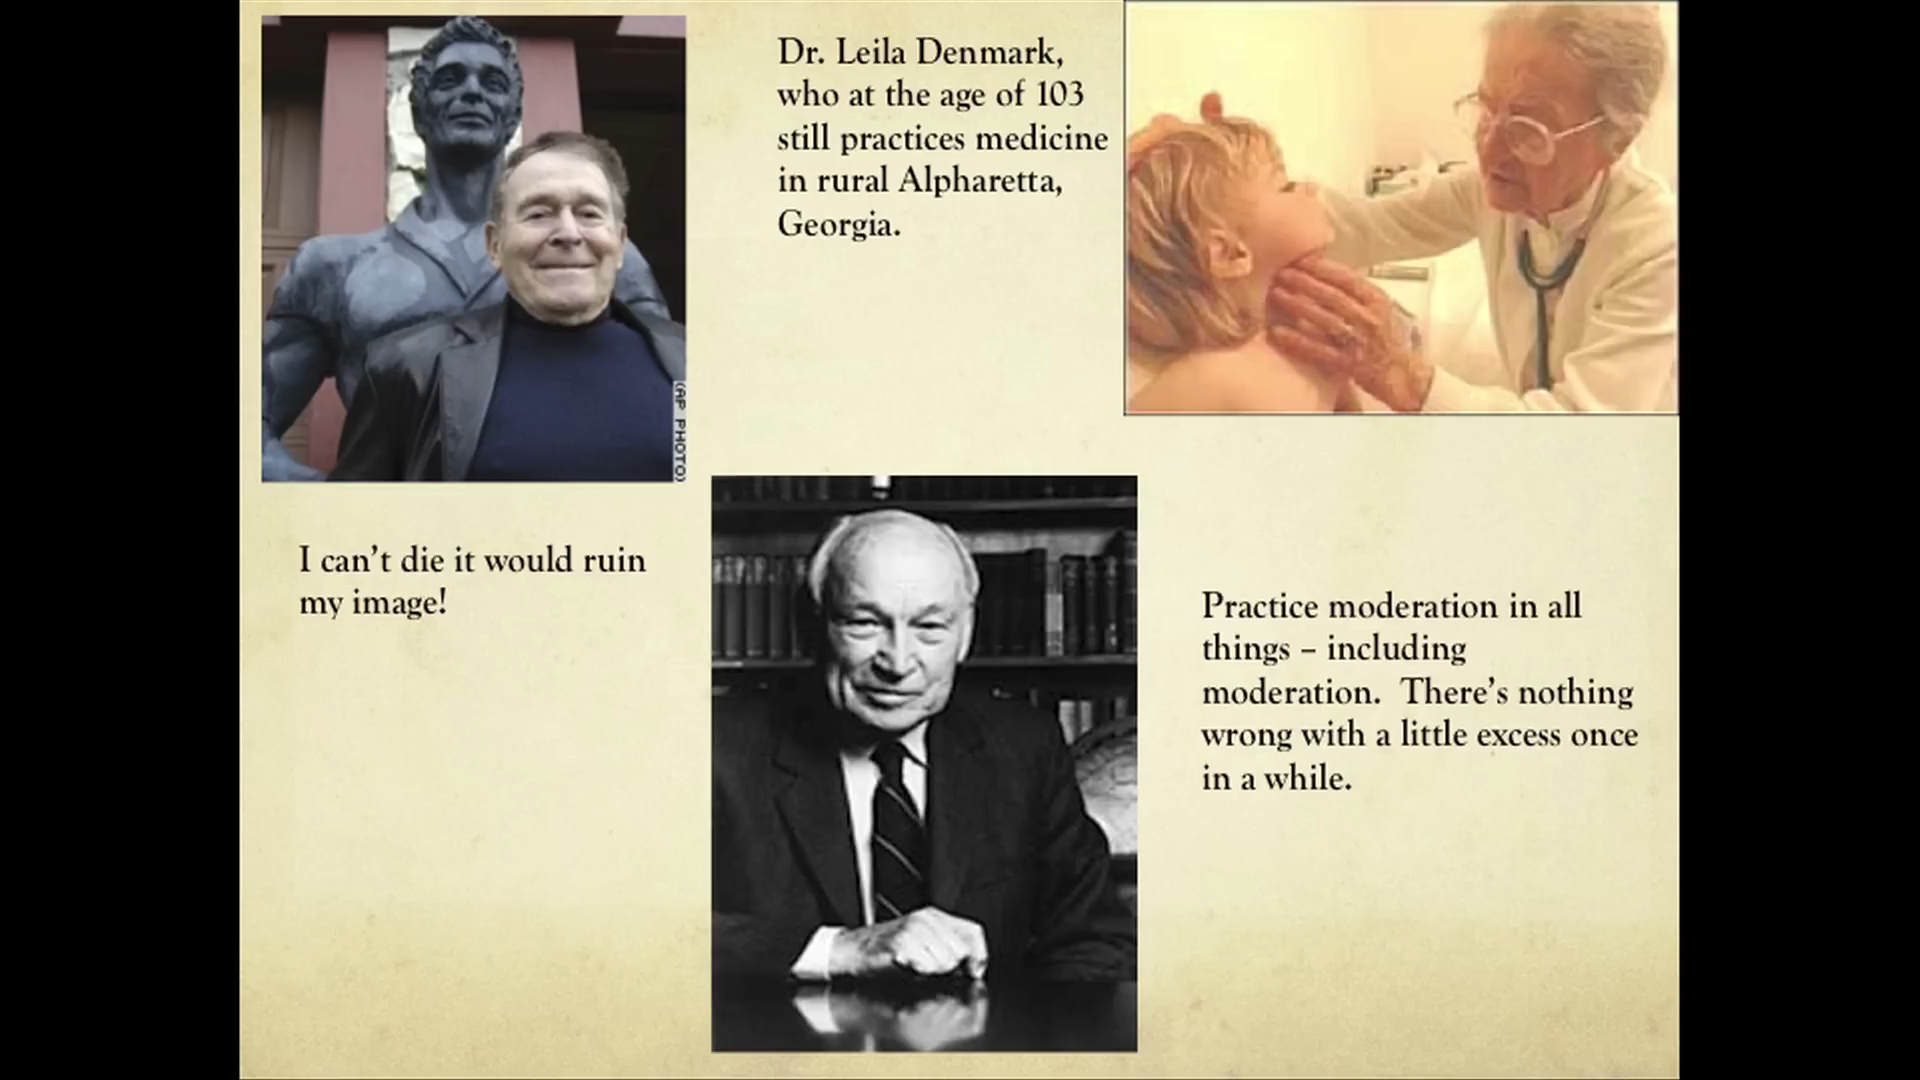 Dr. Leila Denmark,
who at the age of 103
still practices medicine
in rural Alpharetta,
Georgia.
(AP PHOTO)
I can’t die it would ruin
my image!
Practice moderation in all
things – including
moderation.  There’s nothing
wrong with a little excess once
in a while.